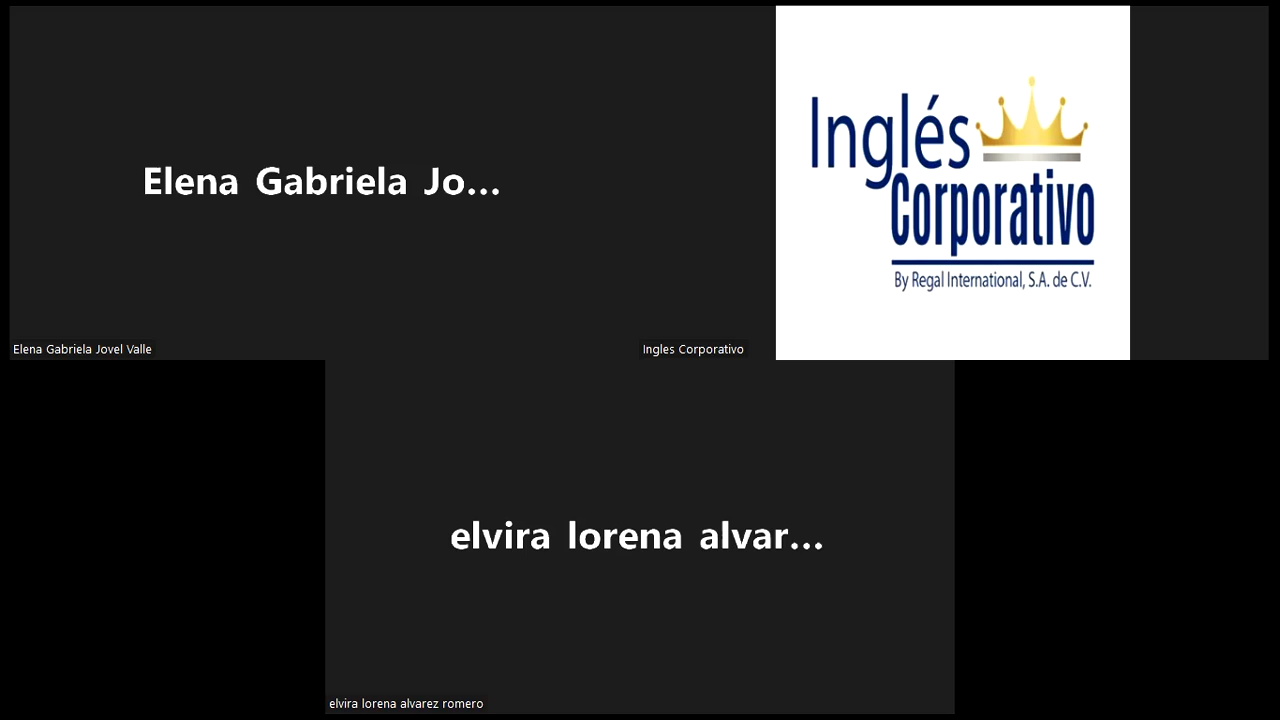 Elena Gabriela Jo...
Elena Gabriela Jovel Valle
Inglés
Corporativo
By Regal International, S.A. de C.V.
Ingles Corporativo
elvira lorena alvar...
elvira lorena alvarez romero